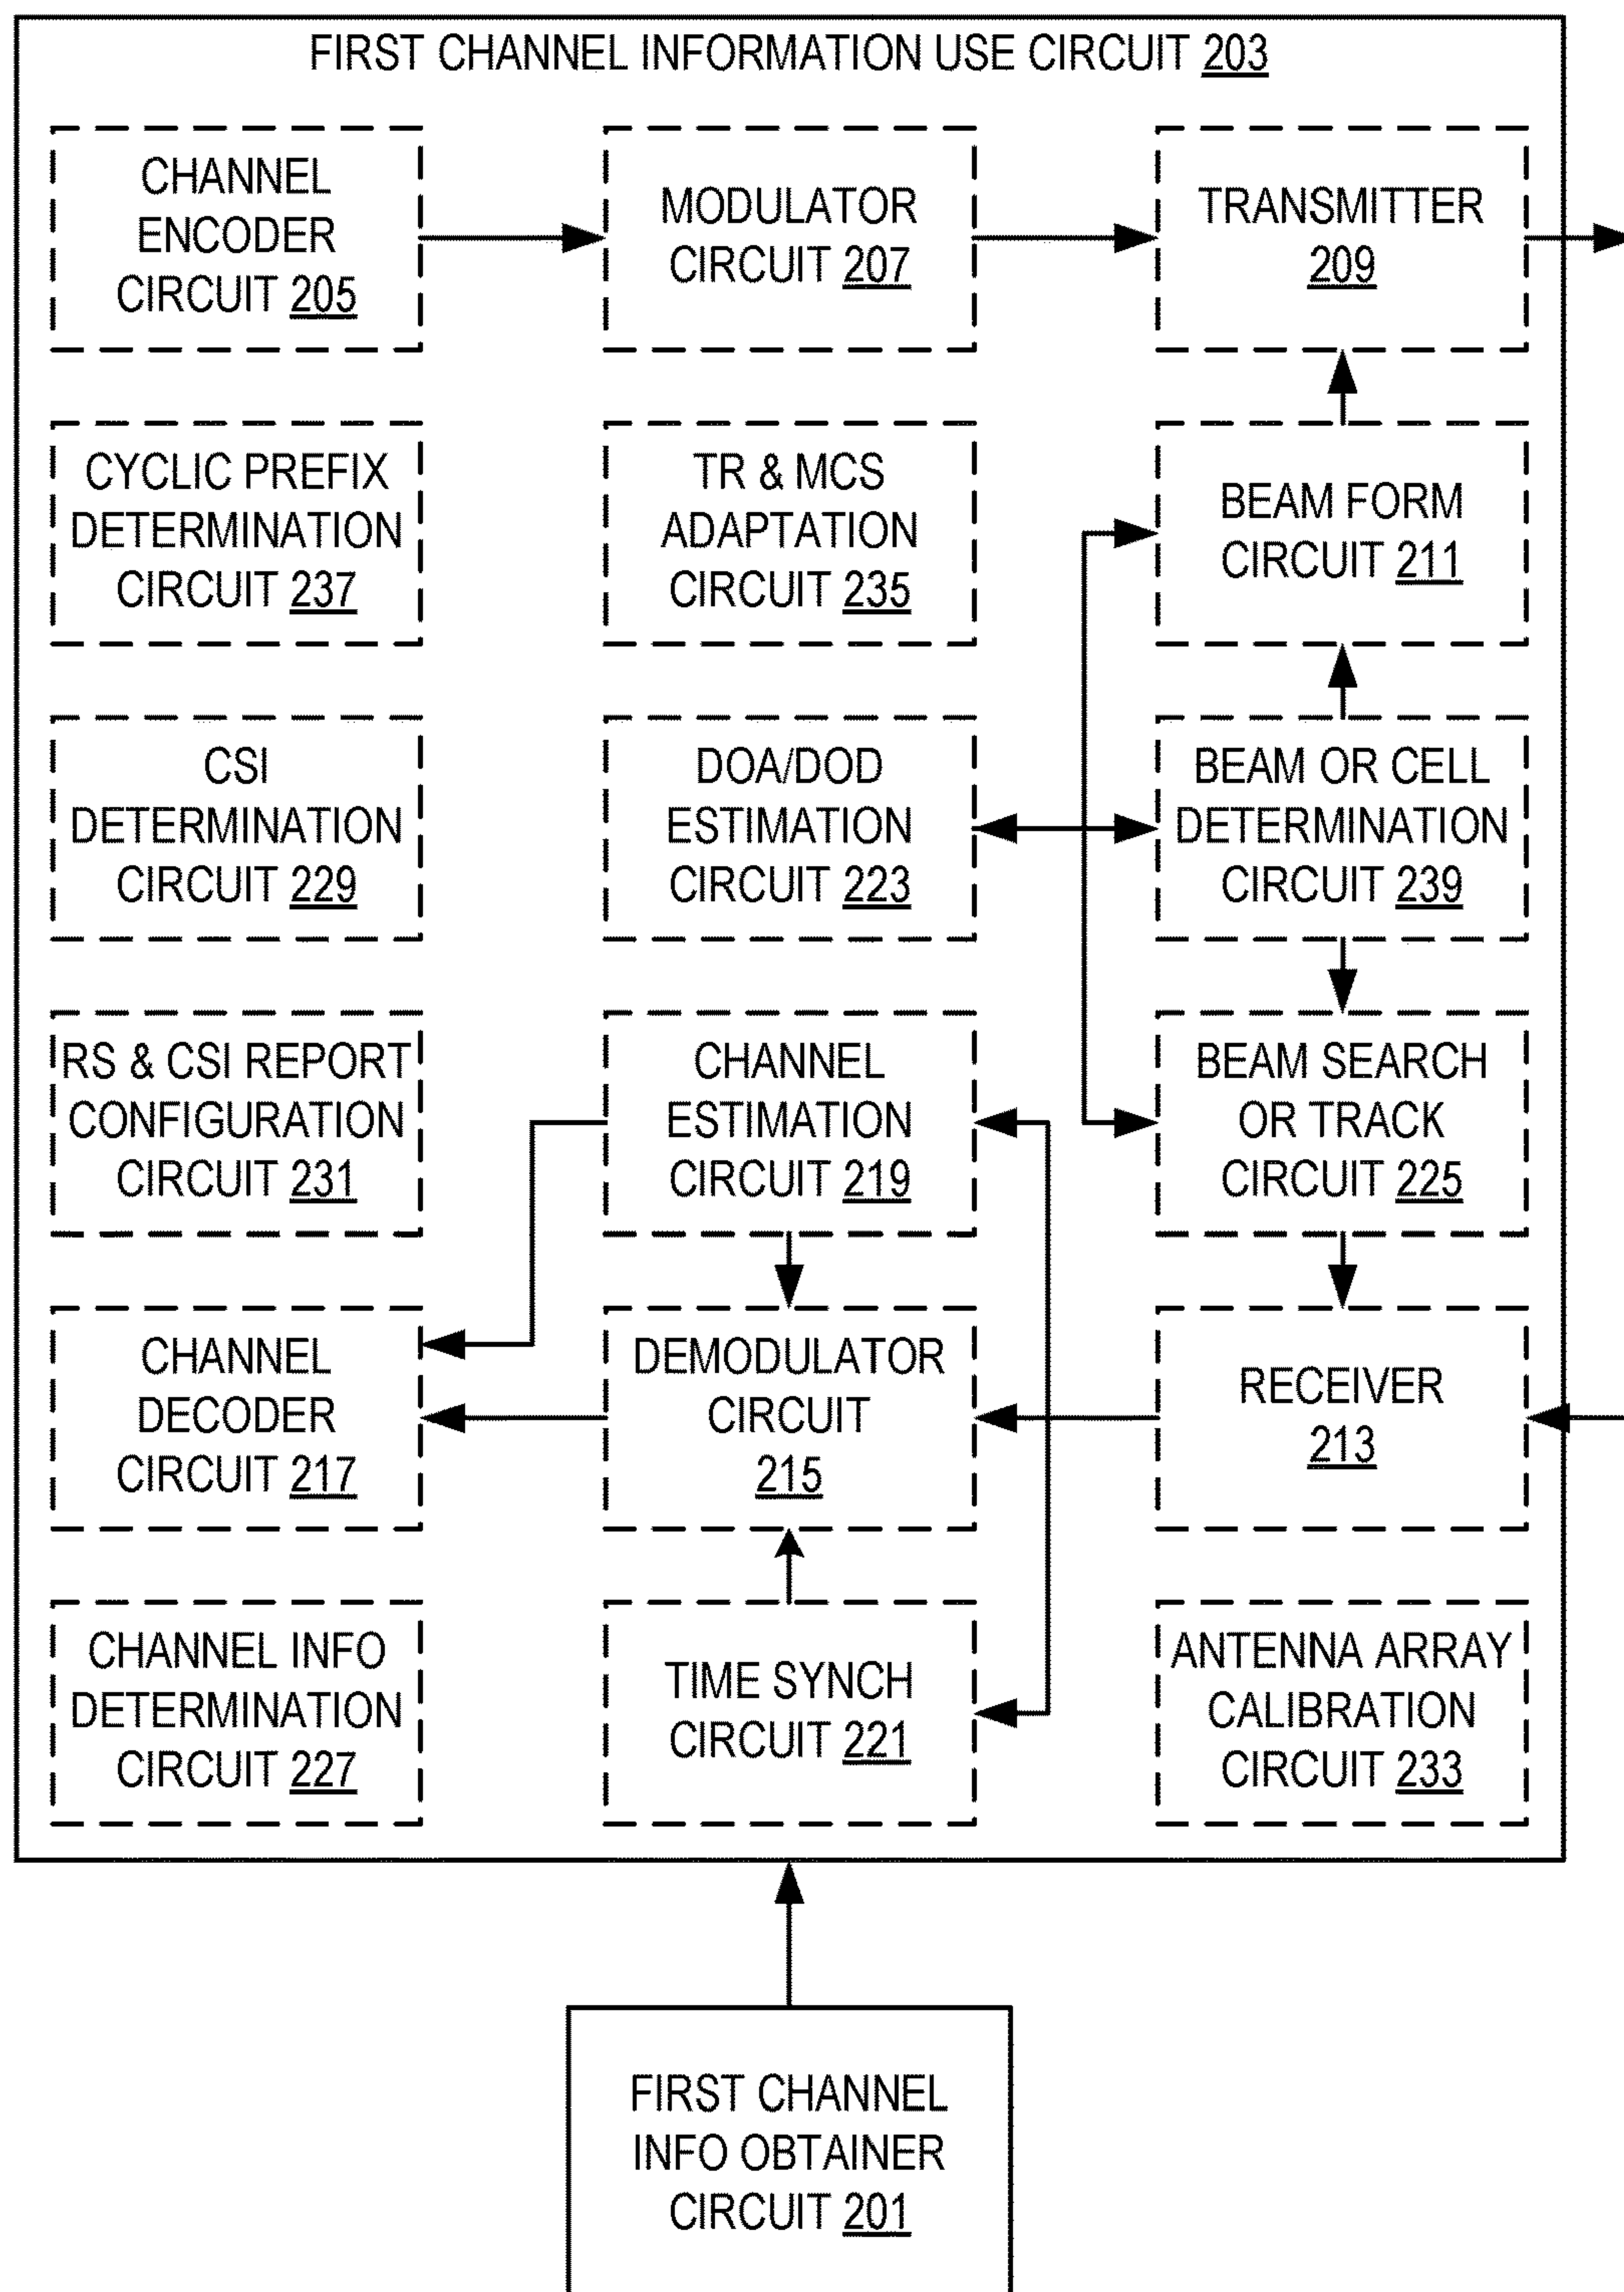 FIRST CHANNEL INFORMATION USE CIRCUIT 203
CHANNEL
ENCODER
CIRCUIT 205
MODULATOR
CIRCUIT 207
TRANSMITTER
209
CYCLIC PREFIX
DETERMINATION
CIRCUIT 237
TR & MCS
ADAPTATION
CIRCUIT 235
BEAM FORM
CIRCUIT 211
CSI
DETERMINATION
CIRCUIT 229
DOA/DOD
ESTIMATION
CIRCUIT 223
BEAM OR CELL
DETERMINATION
CIRCUIT 239
RS & CSI REPORT
CONFIGURATION
CIRCUIT 231
CHANNEL
ESTIMATION
CIRCUIT 219
BEAM SEARCH
OR TRACK
CIRCUIT 225
CHANNEL
DECODER
CIRCUIT 217
DEMODULATOR
CIRCUIT
215
RECEIVER
213
CHANNEL INFO
DETERMINATION
CIRCUIT 227
TIME SYNCH
CIRCUIT 221
ANTENNA ARRAY
CALIBRATION
CIRCUIT 233
FIRST CHANNEL
INFO OBTAINER
CIRCUIT 201